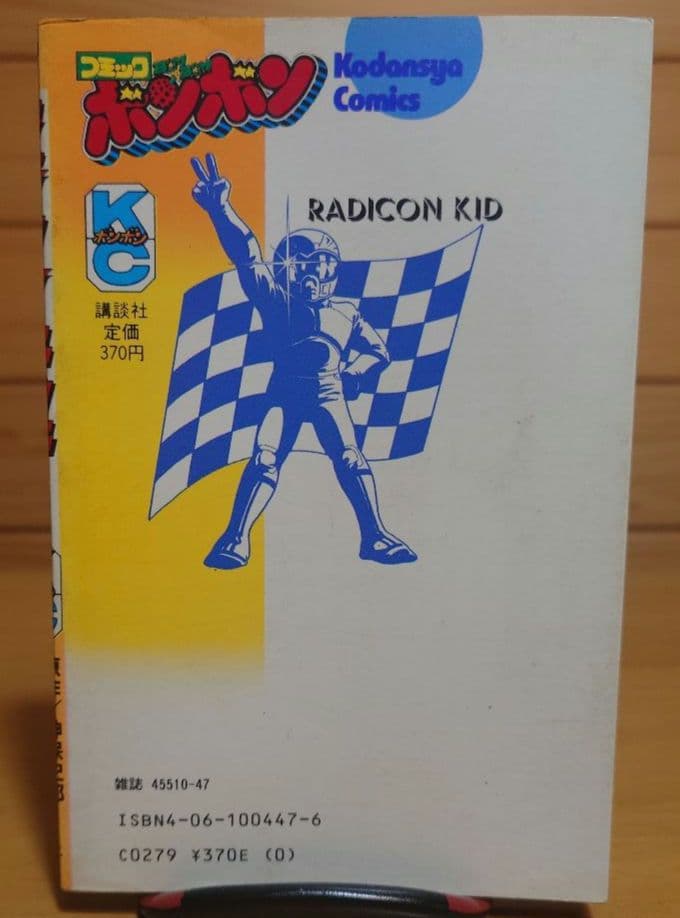 コミック
ボンボン
Kodansya
Comics
RADICON KID
K
ボンボン
C
講談社
定価
370円
雑誌 45510-47
ISBN4-06-100447-6
C0279 ¥370E (0)